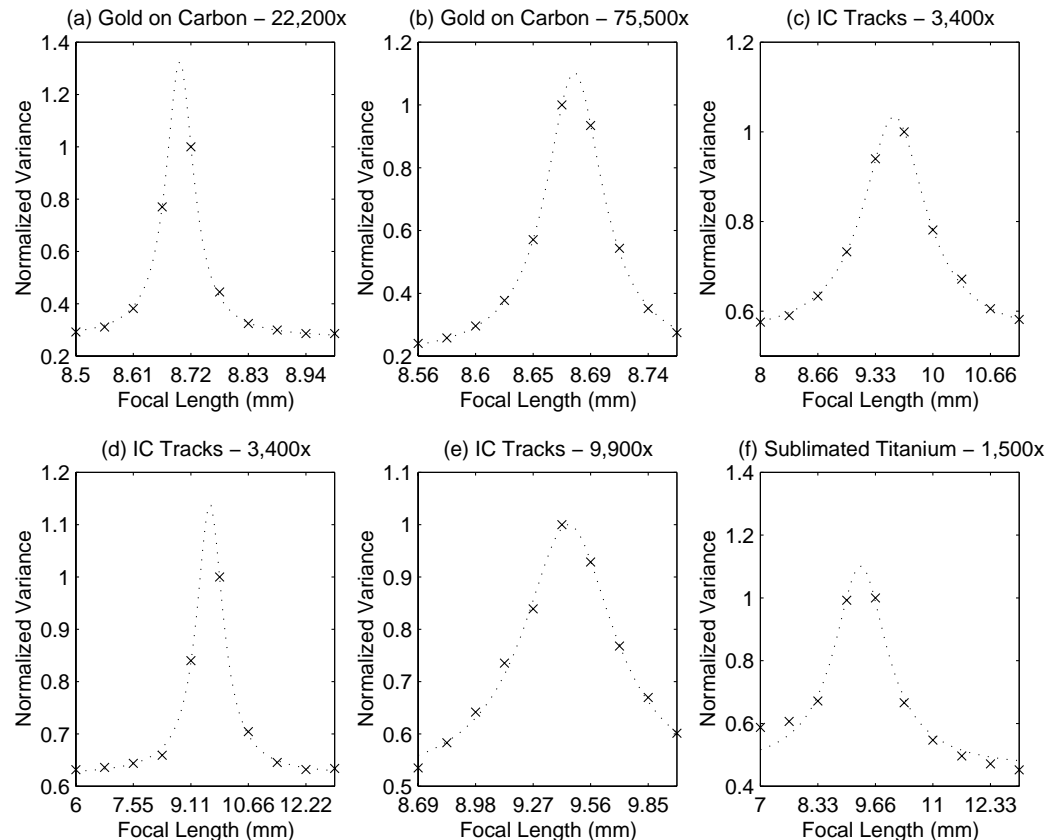 (a) Gold on Carbon – 22,200x
1.4
1.2
1
0.8
0.6
0.4
0.2
Normalized Variance
8.5 8.61 8.72 8.83 8.94
Focal Length (mm)
(b) Gold on Carbon – 75,500x
1.2
1
0.8
0.6
0.4
0.2
Normalized Variance
8.56 8.6 8.65 8.69 8.74
Focal Length (mm)
(c) IC Tracks – 3,400x
1.2
1
0.8
0.6
Normalized Variance
8 8.66 9.33 10 10.66
Focal Length (mm)
(d) IC Tracks – 3,400x
1.2
1.1
1
0.9
0.8
0.7
0.6
Normalized Variance
6 7.55 9.11 10.66 12.22
Focal Length (mm)
(e) IC Tracks – 9,900x
1.1
1
0.9
0.8
0.7
0.6
0.5
Normalized Variance
8.69 8.98 9.27 9.56 9.85
Focal Length (mm)
(f) Sublimated Titanium – 1,500x
1.4
1.2
1
0.8
0.6
0.4
Normalized Variance
7 8.33 9.66 11 12.33
Focal Length (mm)